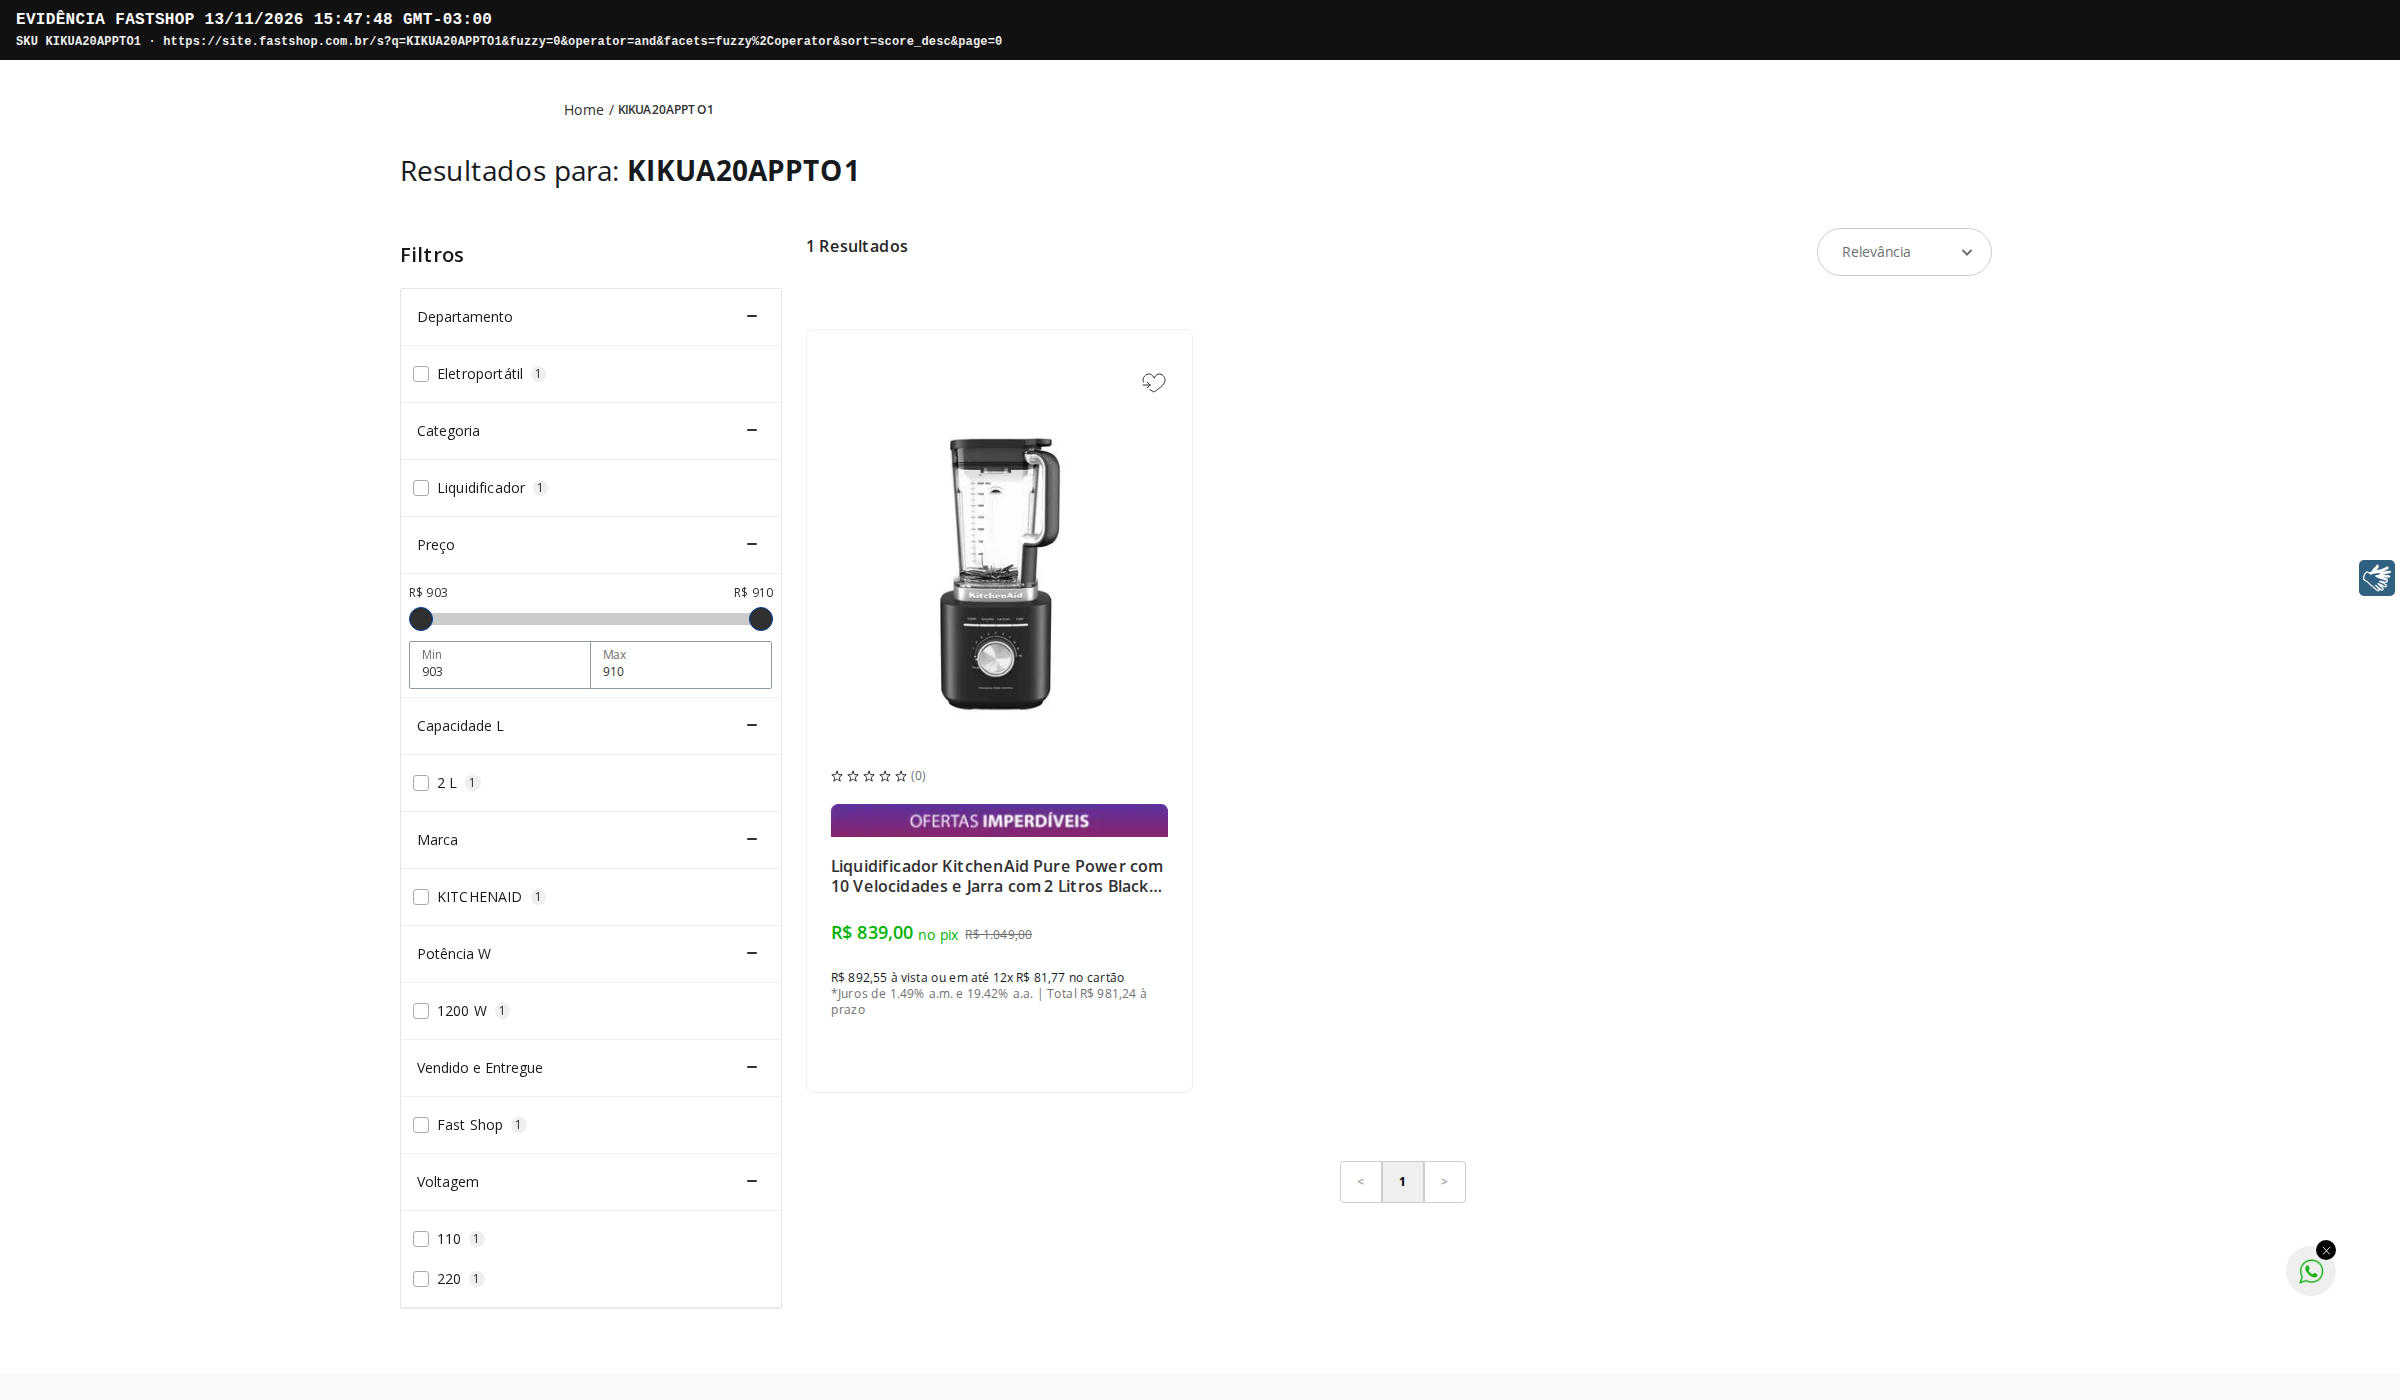 EVIDÊNCIA FASTSHOP 13/11/2026 15:47:48 GMT-03:00
SKU KIKUA20APPTO1 · https://site.fastshop.com.br/s?q=KIKUA20APPTO1&fuzzy=0&operator=and&facets=fuzzy%2Coperator&sort=score_desc&page=0
Home / KIKUA20APPTO1
Resultados para: KIKUA20APPTO1
Filtros
1 Resultados
Relevância
Departamento
Eletroportátil 1
Categoria
Liquidificador 1
Preço
R$ 903
R$ 910
Min
903
Max
910
Capacidade L
2 L 1
Marca
KITCHENAID 1
Potência W
1200 W 1
Vendido e Entregue
Fast Shop 1
Voltagem
110 1
220 1
KitchenAid
(0)
OFERTAS IMPERDÍVEIS
Liquidificador KitchenAid Pure Power com
10 Velocidades e Jarra com 2 Litros Black...
R$ 839,00 no pix R$ 1.049,00
R$ 892,55 à vista ou em até 12x R$ 81,77 no cartão
*Juros de 1.49% a.m. e 19.42% a.a. | Total R$ 981,24 à
prazo
< 1 >